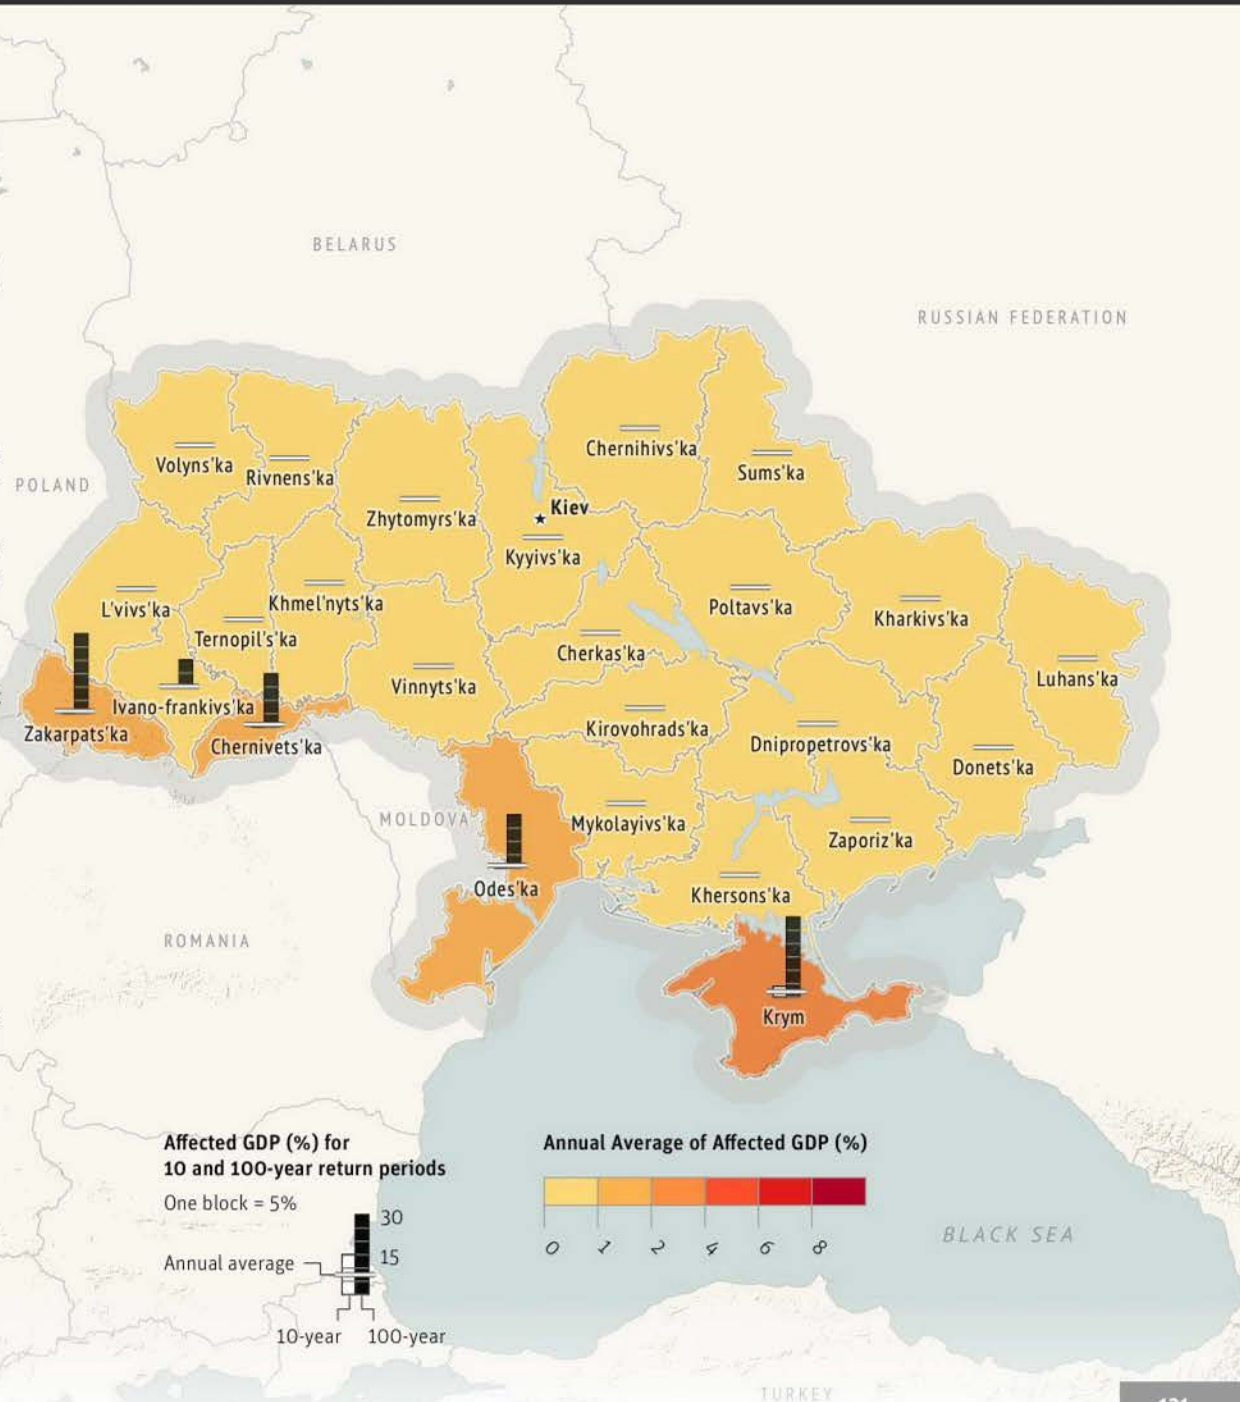 BELARUS
RUSSIAN FEDERATION
POLAND
Volyns'ka
Rivnens'ka
Zhytomyrs'ka
Kiev
Kyyivs'ka
Chernihivs'ka
Sums'ka
L'vivs'ka
Khmel'nyts'ka
Ternopil's'ka
Poltavs'ka
Kharkivs'ka
Cherkas'ka
Vinnyts'ka
Luhans'ka
Ivano-frankivs'ka
Zakarpats'ka
Chernivets'ka
Kirovohrads'ka
Dnipropetrovs'ka
Donets'ka
MOLDOVA
Mykolayivs'ka
Zaporiz'ka
Odes'ka
Khersons'ka
ROMANIA
Krym
Affected GDP (%) for
10 and 100-year return periods
One block = 5%
30
15
Annual average
10-year 100-year
Annual Average of Affected GDP (%)
0 1 2 4 6 8
BLACK SEA
TURKEY